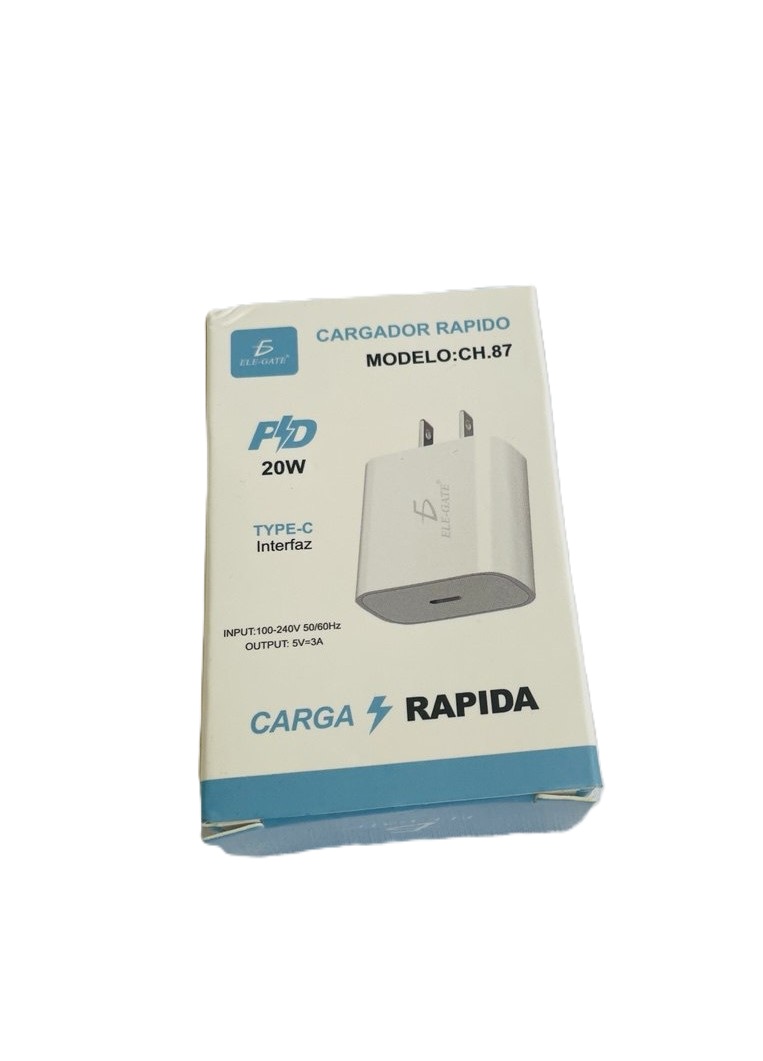 ELE-GATE®
CARGADOR RAPIDO
MODELO:CH.87
PD
20W
TYPE-C
Interfaz
ELE-GATE®
INPUT:100-240V 50/60Hz
OUTPUT: 5V=3A
CARGA RAPIDA